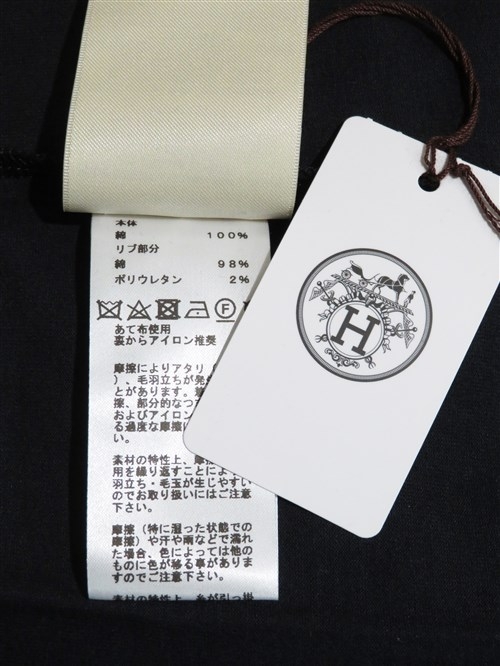 本体
綿 100%
リブ部分
綿 98%
ポリウレタン 2%
F
あて布使用
裏からアイロン推奨
摩擦によりアタリ（
）、毛羽立ちが発
とがあります。
擦、部分的なつ
およびアイロン
る過度な摩擦に
い。
素材の特性上、摩
用を繰り返すことによ
羽立ち・毛玉が生じやすい
のでお取り扱いにはご注意
下さい。
摩擦（特に湿った状態での
摩擦）や汗や雨などで濡れ
た場合、色によっては他の
ものに色が移る事がありま
すのでご注意下さい。
素材の特性上、糸が引っ掛
H